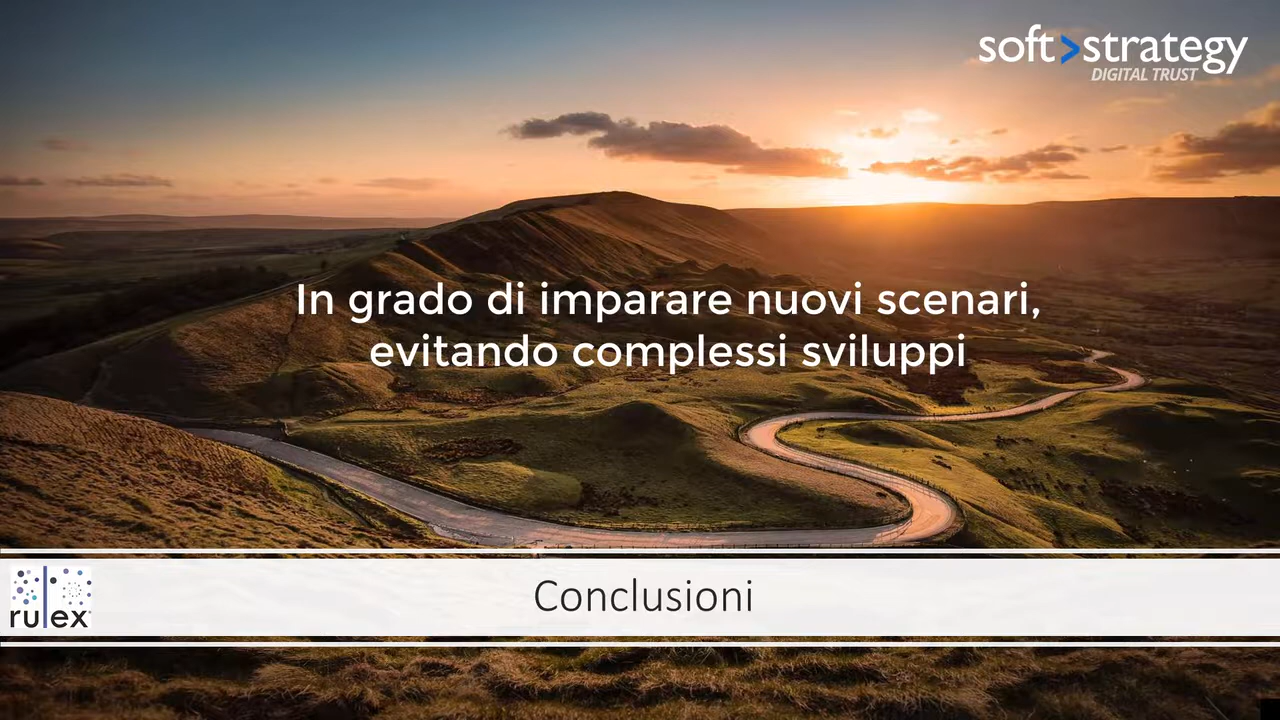 soft>strategy
DIGITAL TRUST
In grado di imparare nuovi scenari,
evitando complessi sviluppi
Conclusioni
rulex